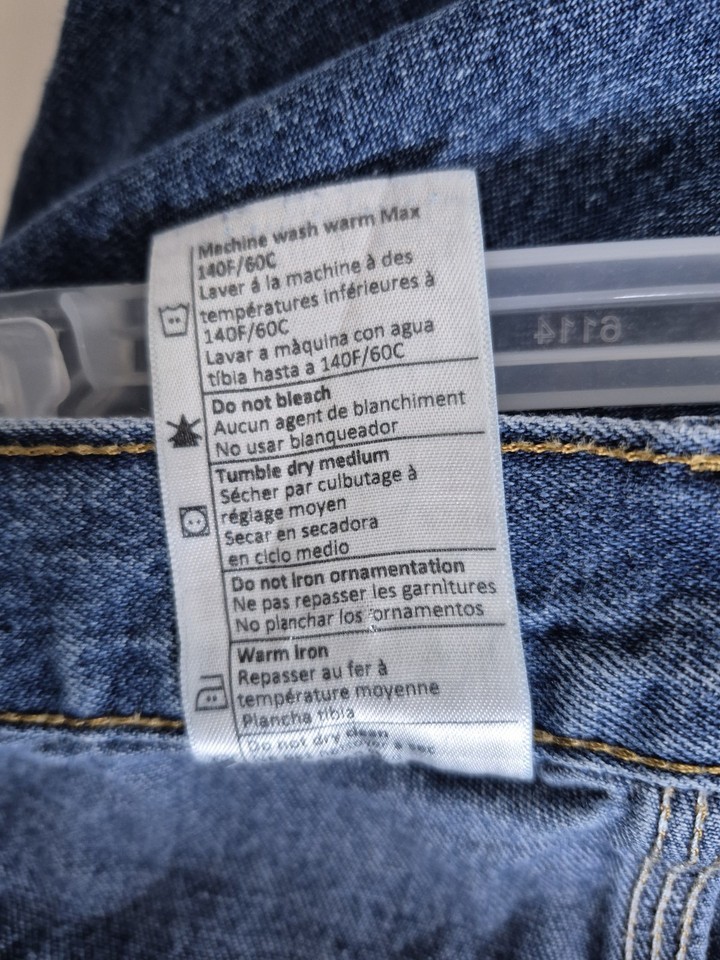 Machine wash warm Max
140F/60C
Laver á la machine à des
températures inférieures à
140F/60C
Lavar a màquina con agua
tíbia hasta a 140F/60C
Do not bleach
Aucun agent de blanchiment
No usar blanqueador
Tumble dry medium
Sécher par culbutage à
réglage moyen
Secar en secadora
en ciclo medio
Do not iron ornamentation
Ne pas repasser les garnitures
No planchar los ornamentos
Warm iron
Repasser au fer à
température moyenne
Plancha tíbia
Do not dry clean
a sec
6114